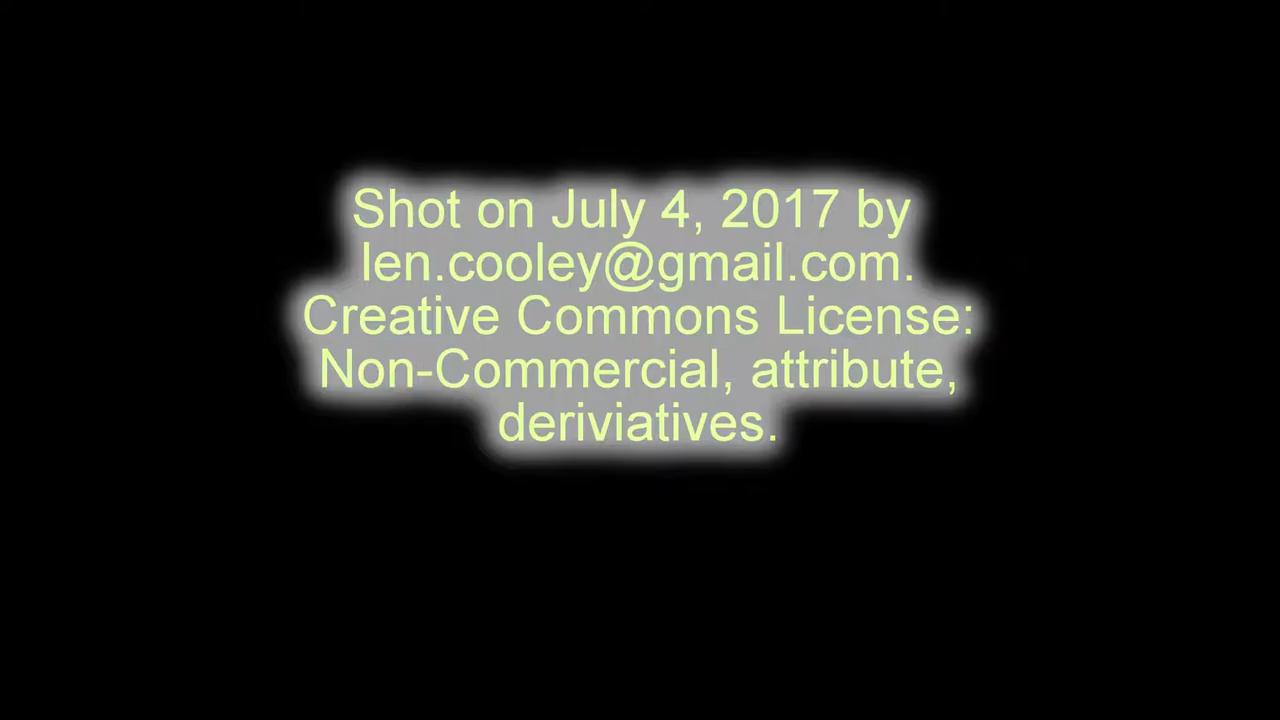 Shot on July 4, 2017 by
len.cooley@gmail.com.
Creative Commons License:
Non-Commercial, attribute,
deriviatives.